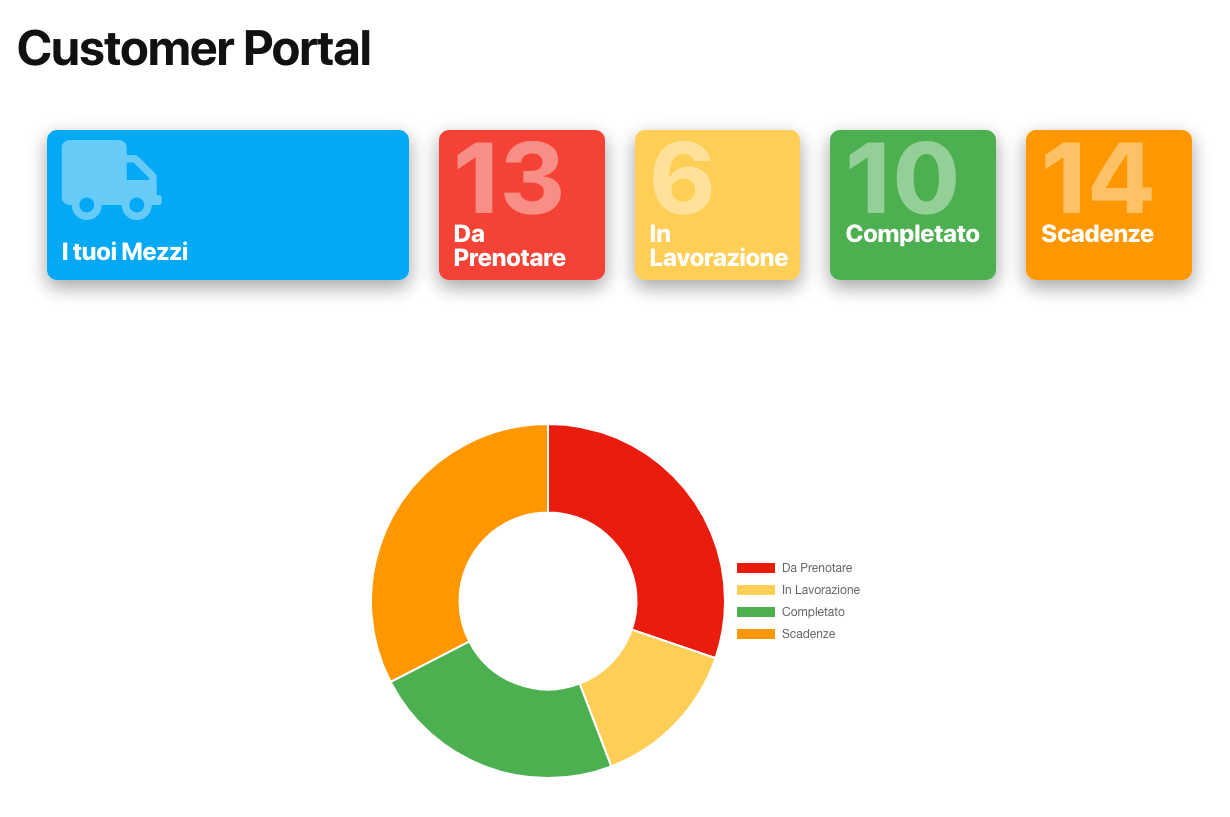 Customer Portal
I tuoi Mezzi
13
Da
Prenotare
6
In
Lavorazione
10
Completato
14
Scadenze
Da Prenotare
In Lavorazione
Completato
Scadenze